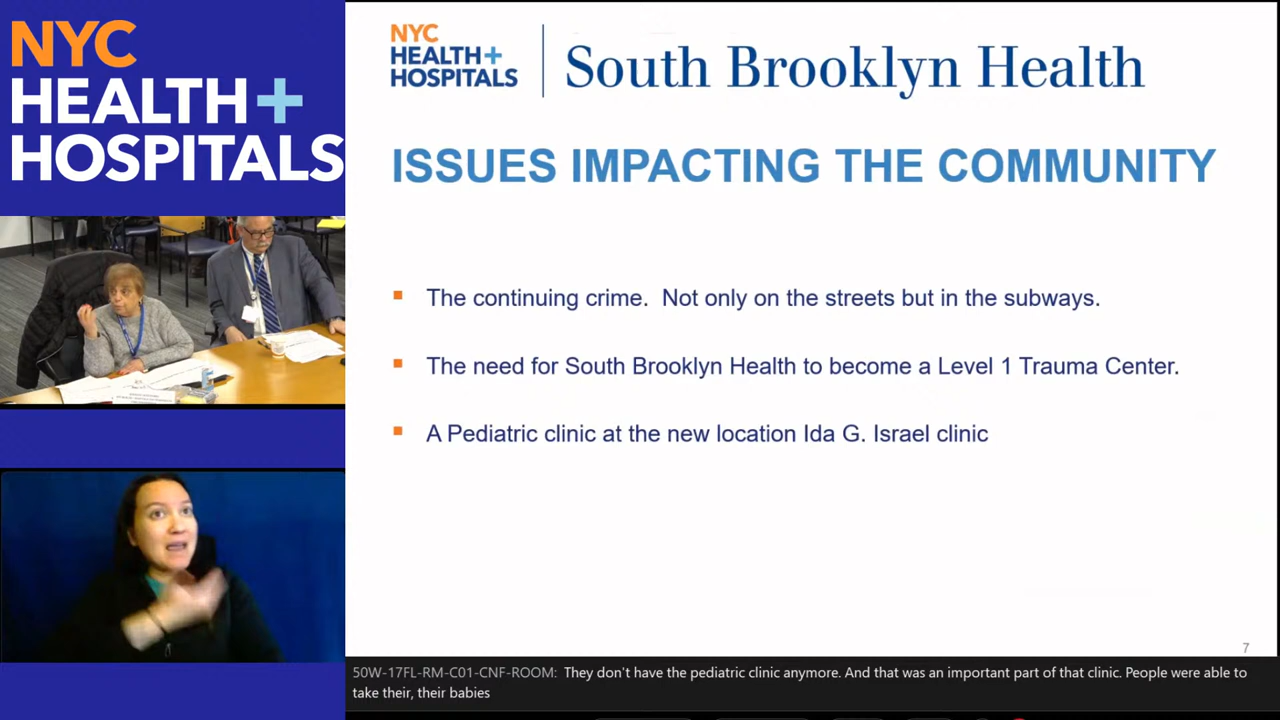 NYC
HEALTH+
HOSPITALS
NYC
HEALTH+
HOSPITALS
South Brooklyn Health
ISSUES IMPACTING THE COMMUNITY
▪ The continuing crime.  Not only on the streets but in the subways.
▪ The need for South Brooklyn Health to become a Level 1 Trauma Center.
▪ A Pediatric clinic at the new location Ida G. Israel clinic
7
50W-17FL-RM-C01-CNF-ROOM: They don't have the pediatric clinic anymore. And that was an important part of that clinic. People were able to
take their, their babies